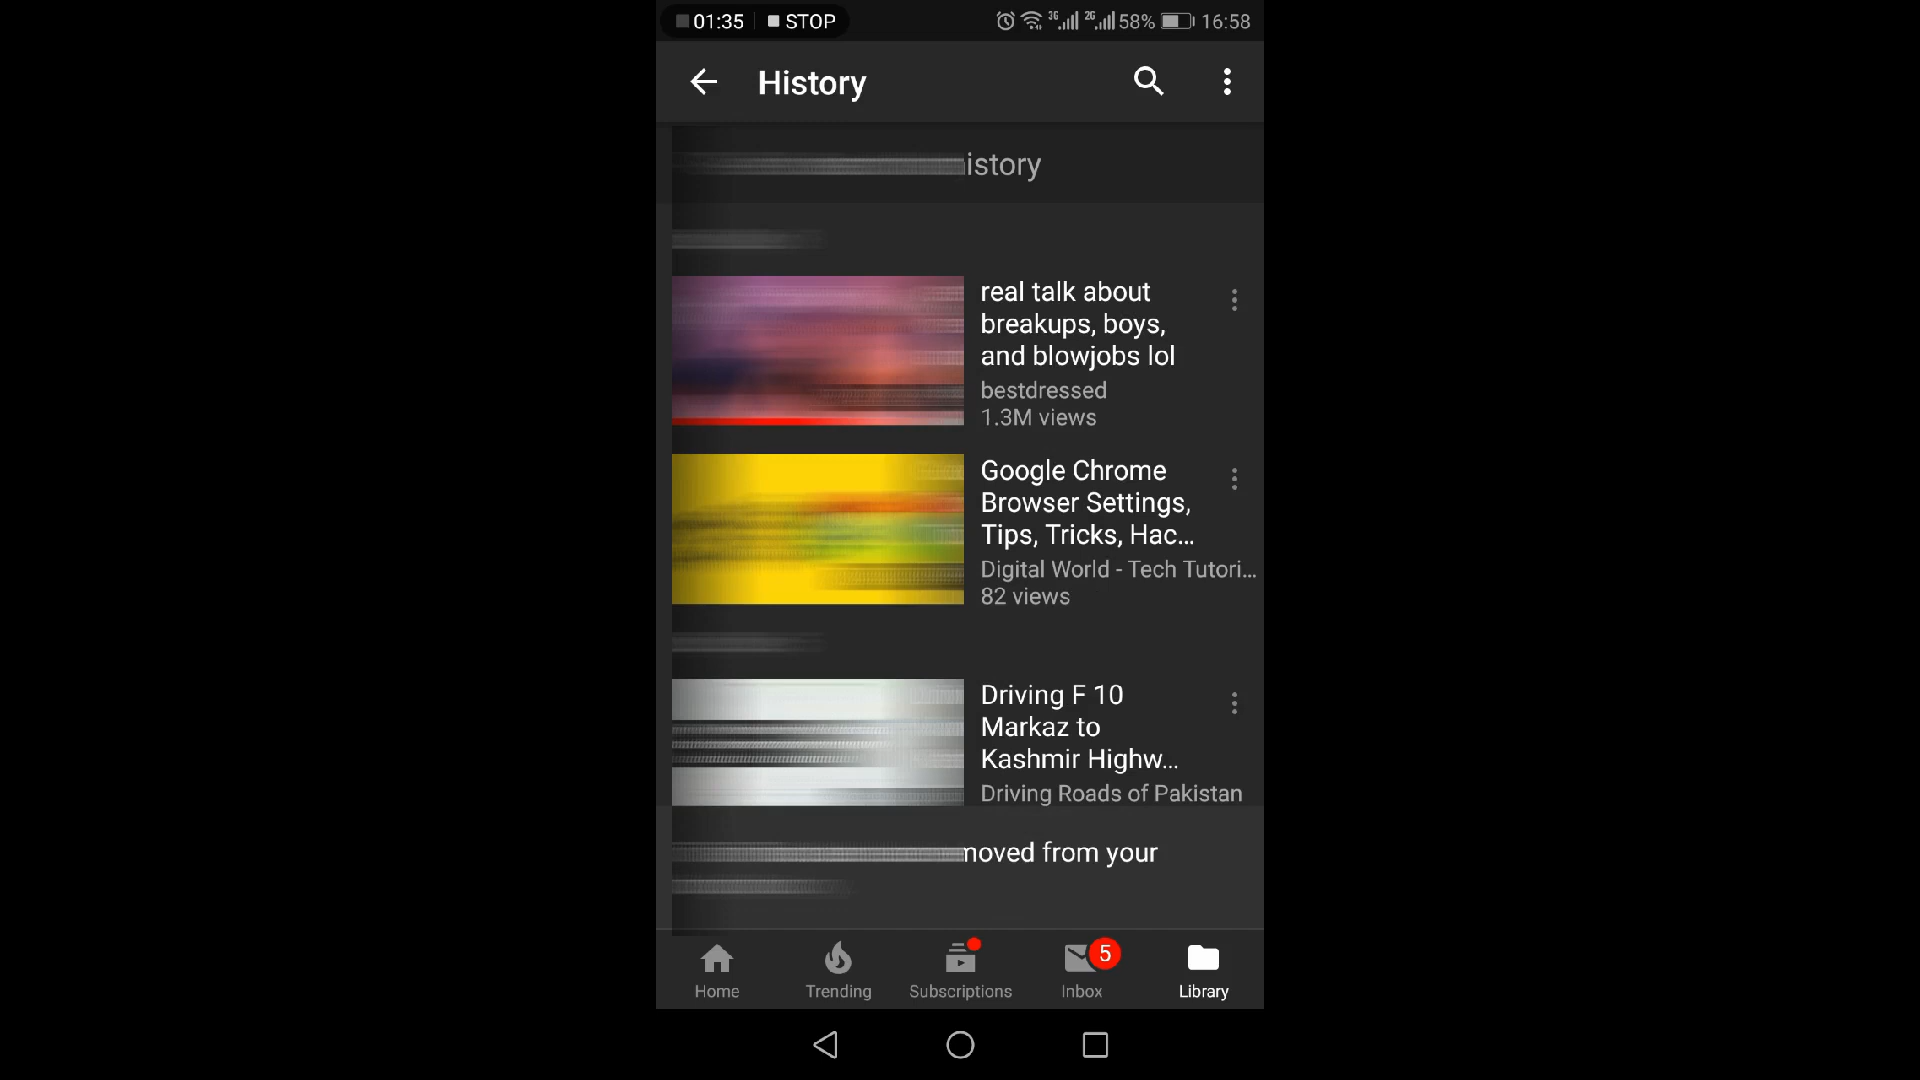 01:35 STOP 58% 16:58
History
istory
real talk about
breakups, boys,
and blowjobs lol
bestdressed
1.3M views
Google Chrome
Browser Settings,
Tips, Tricks, Hac...
Digital World - Tech Tutori...
82 views
Driving F 10
Markaz to
Kashmir Highw...
Driving Roads of Pakistan
moved from your
Home Trending Subscriptions Inbox 5 Library